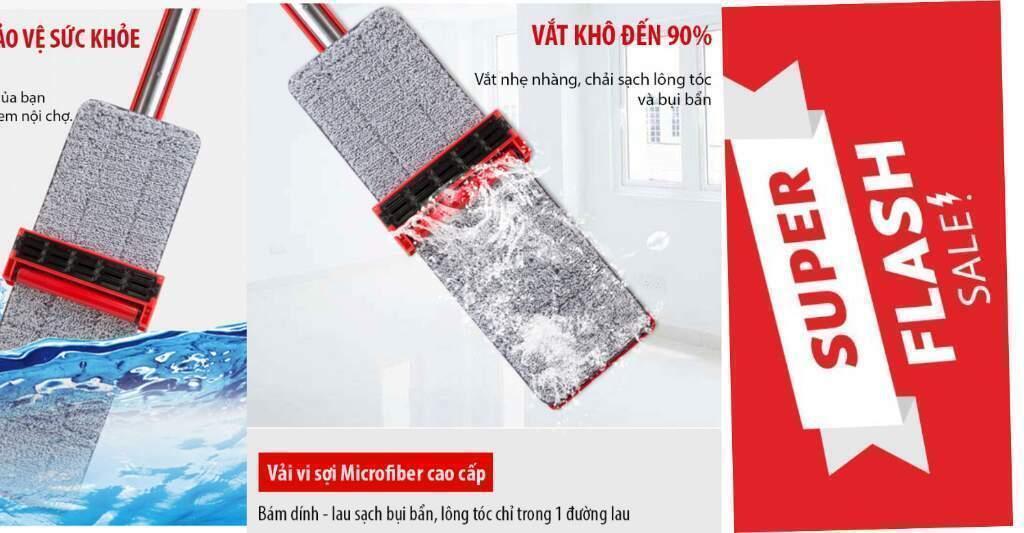 ẢO VỆ SỨC KHỎE
ủa bạn
em nội chợ.
VẮT KHÔ ĐẾN 90%
Vắt nhẹ nhàng, chải sạch lông tóc
và bụi bẩn
Vải vi sợi Microfiber cao cấp
Bám dính - lau sạch bụi bẩn, lông tóc chỉ trong 1 đường lau
SUPER
FLASH
SALE!